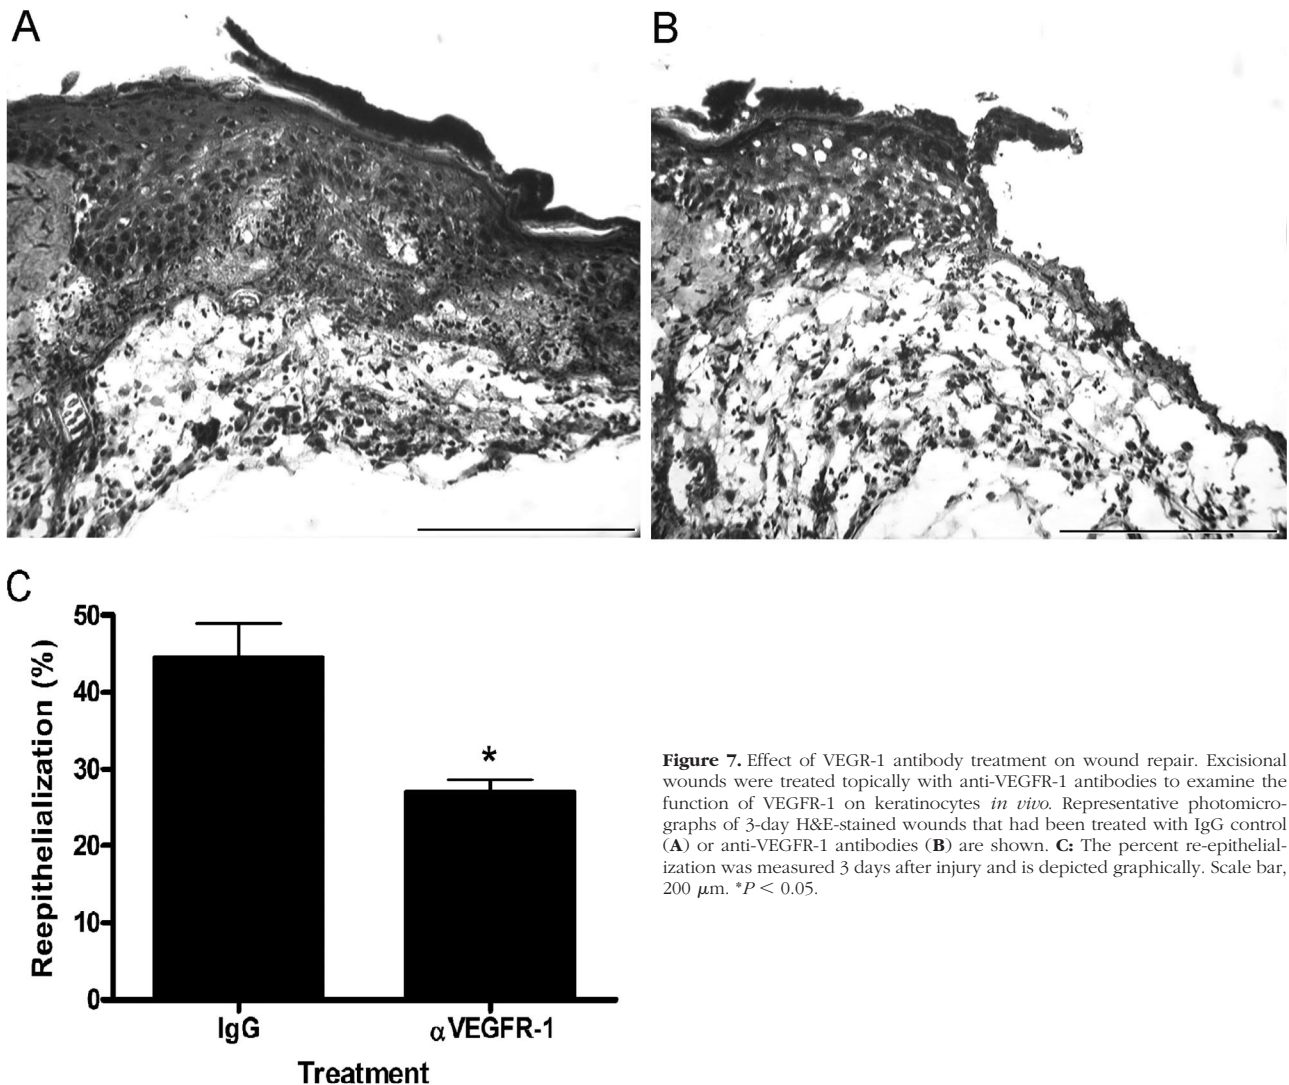 A
B
C
50
40
30
20
10
0
Reepithelialization (%)
*
IgG
αVEGFR-1
Treatment
Figure 7. Effect of VEGR-1 antibody treatment on wound repair. Excisional
wounds were treated topically with anti-VEGFR-1 antibodies to examine the
function of VEGFR-1 on keratinocytes in vivo. Representative photomicro-
graphs of 3-day H&E-stained wounds that had been treated with IgG control
(A) or anti-VEGFR-1 antibodies (B) are shown. C: The percent re-epithelial-
ization was measured 3 days after injury and is depicted graphically. Scale bar,
200 μm. *P < 0.05.